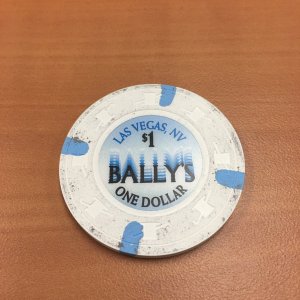 LAS VEGAS, NV
$1
BALLY'S
ONE DOLLAR